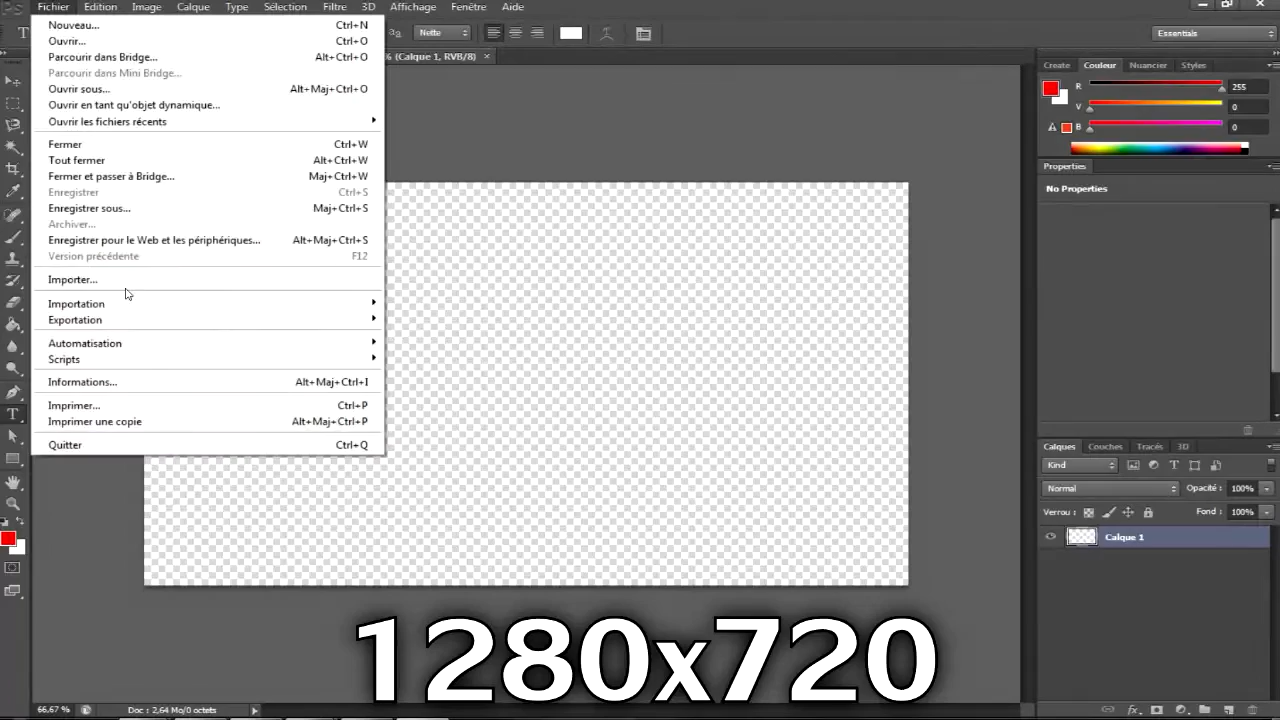 Fichier Edition Image Calque Type Sélection Filtre 3D Affichage Fenêtre Aide
T aa Nette Essentials
% (Calque 1, RVB/8) ×
Nouveau... Ctrl+N
Ouvrir... Ctrl+O
Parcourir dans Bridge... Alt+Ctrl+O
Parcourir dans Mini Bridge...
Ouvrir sous... Alt+Maj+Ctrl+O
Ouvrir en tant qu'objet dynamique...
Ouvrir les fichiers récents
Fermer Ctrl+W
Tout fermer Alt+Ctrl+W
Fermer et passer à Bridge... Maj+Ctrl+W
Enregistrer Ctrl+S
Enregistrer sous... Maj+Ctrl+S
Archiver...
Enregistrer pour le Web et les périphériques... Alt+Maj+Ctrl+S
Version précédente F12
Importer...
Importation
Exportation
Automatisation
Scripts
Informations... Alt+Maj+Ctrl+I
Imprimer... Ctrl+P
Imprimer une copie Alt+Maj+Ctrl+P
Quitter Ctrl+Q
Create Couleur Nuancier Styles
R 255
V 0
B 0
Properties
No Properties
Calques Couches Tracés 3D
Kind
Normal Opacité : 100%
Verrou : Fond : 100%
Calque 1
1280x720
66,67 % Doc : 2,64 Mo/0 octets
fx